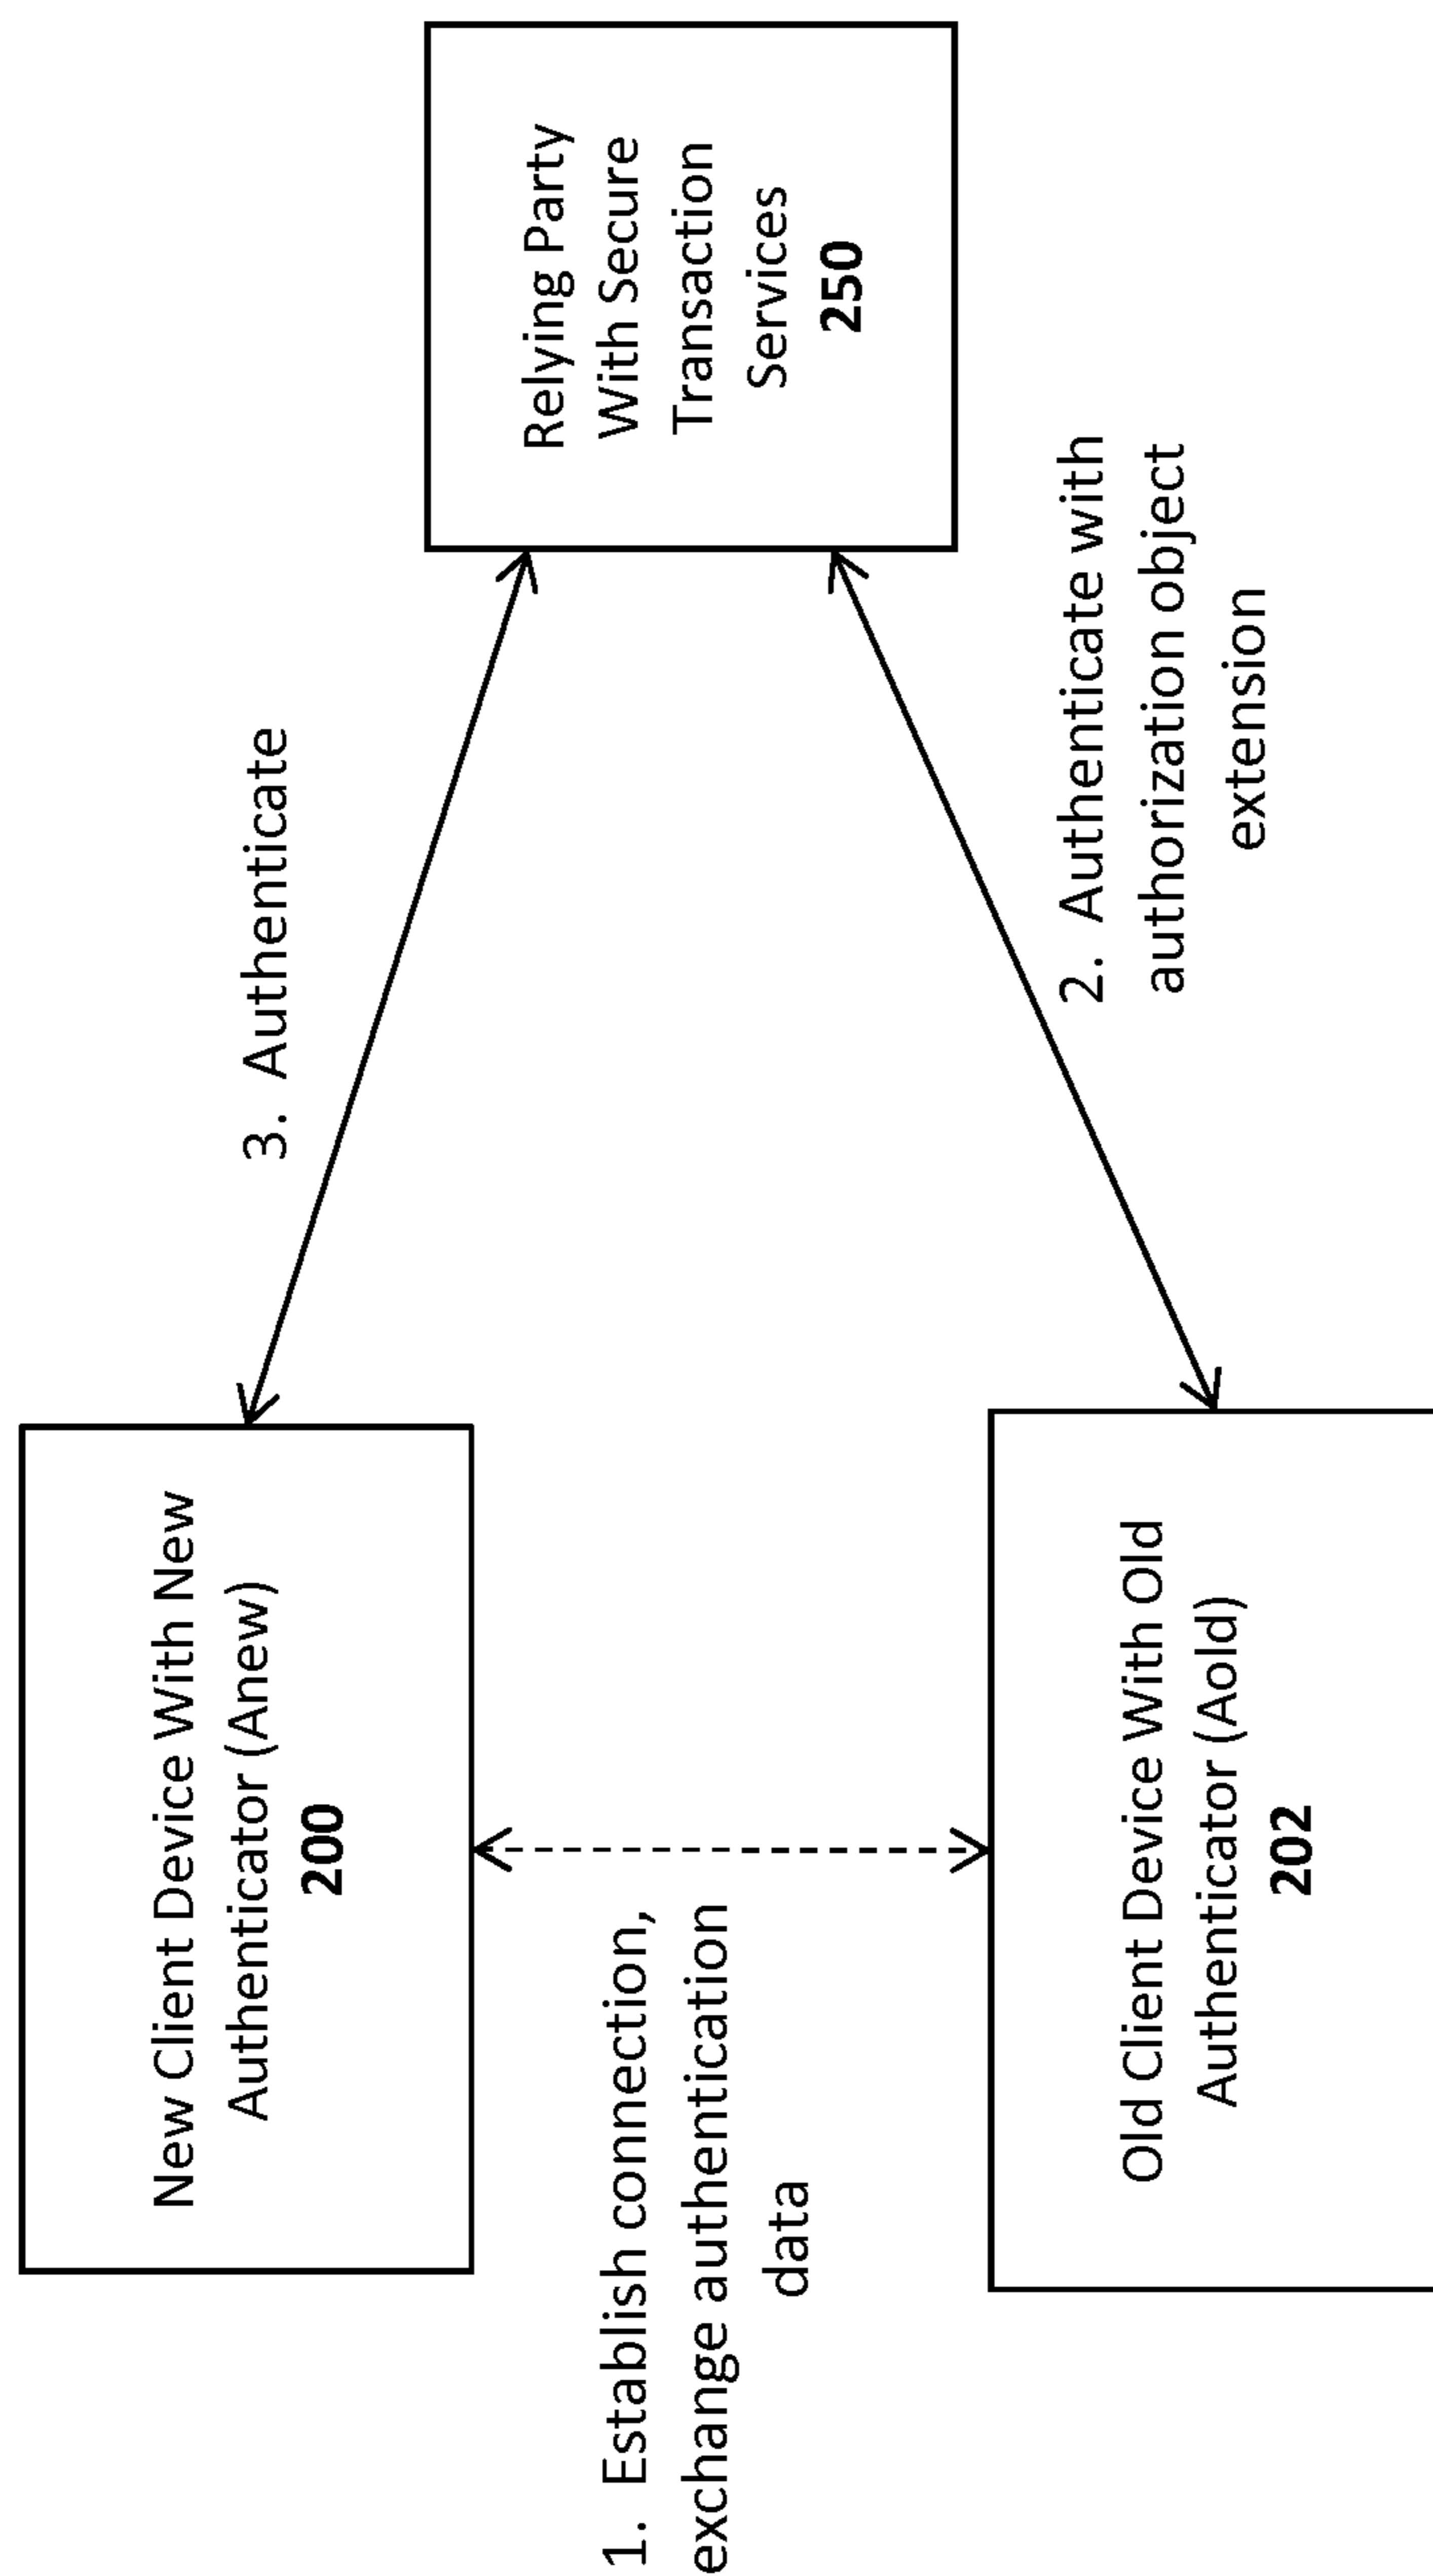 New Client Device With New
Authenticator (Anew)
200
3. Authenticate
Relying Party
With Secure
Transaction
Services
250
1. Establish connection,
exchange authentication
data
2. Authenticate with
authorization object
extension
Old Client Device With Old
Authenticator (Aold)
202